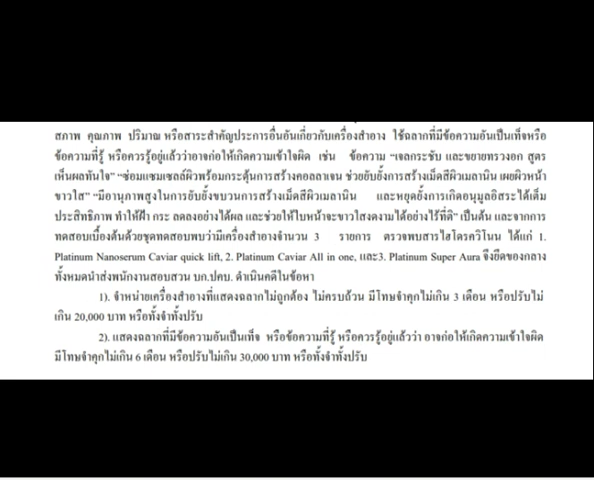 สภาพ คุณภาพ ปริมาณ หรือสาระสำคัญประการอื่นอันเกี่ยวกับเครื่องสำอาง ใช้ฉลากที่มีข้อความอันเป็นเท็จหรือ
ข้อความที่รู้ หรือควรรู้อยู่แล้วว่าอาจก่อให้เกิดความเข้าใจผิด เช่น ข้อความ “เจลกระชับ และขยายทรวงอก สูตร
เห็นผลทันใจ” “ซ่อมแซมเซลล์ผิวพร้อมกระตุ้นการสร้างคอลลาเจน ช่วยยับยั้งการสร้างเม็ดสีผิวเมลานิน เผยผิวหน้า
ขาวใส” “มีอานุภาพสูงในการยับยั้งขบวนการสร้างเม็ดสีผิวเมลานิน และหยุดยั้งการเกิดอนุมูลอิสระได้เต็ม
ประสิทธิภาพ ทำให้ฝ้า กระ ลดลงอย่างได้ผล และช่วยให้ใบหน้าจะขาวใสงดงามได้อย่างไร้ที่ติ” เป็นต้น และจากการ
ทดสอบเบื้องต้นด้วยชุดทดสอบพบว่ามีเครื่องสำอางจำนวน 3 รายการ ตรวจพบสารไฮโดรควิโนน ได้แก่ 1.
Platinum Nanoserum Caviar quick lift, 2. Platinum Caviar All in one, และ3. Platinum Super Aura จึงยึดของกลาง
ทั้งหมดนำส่งพนักงานสอบสวน บก.ปคบ. ดำเนินคดีในข้อหา
1). จำหน่ายเครื่องสำอางที่แสดงฉลากไม่ถูกต้อง ไม่ครบถ้วน มีโทษจำคุกไม่เกิน 3 เดือน หรือปรับไม่
เกิน 20,000 บาท หรือทั้งจำทั้งปรับ
2). แสดงฉลากที่มีข้อความอันเป็นเท็จ หรือข้อความที่รู้ หรือควรรู้อยู่แล้วว่า อาจก่อให้เกิดความเข้าใจผิด
มีโทษจำคุกไม่เกิน 6 เดือน หรือปรับไม่เกิน 30,000 บาท หรือทั้งจำทั้งปรับ